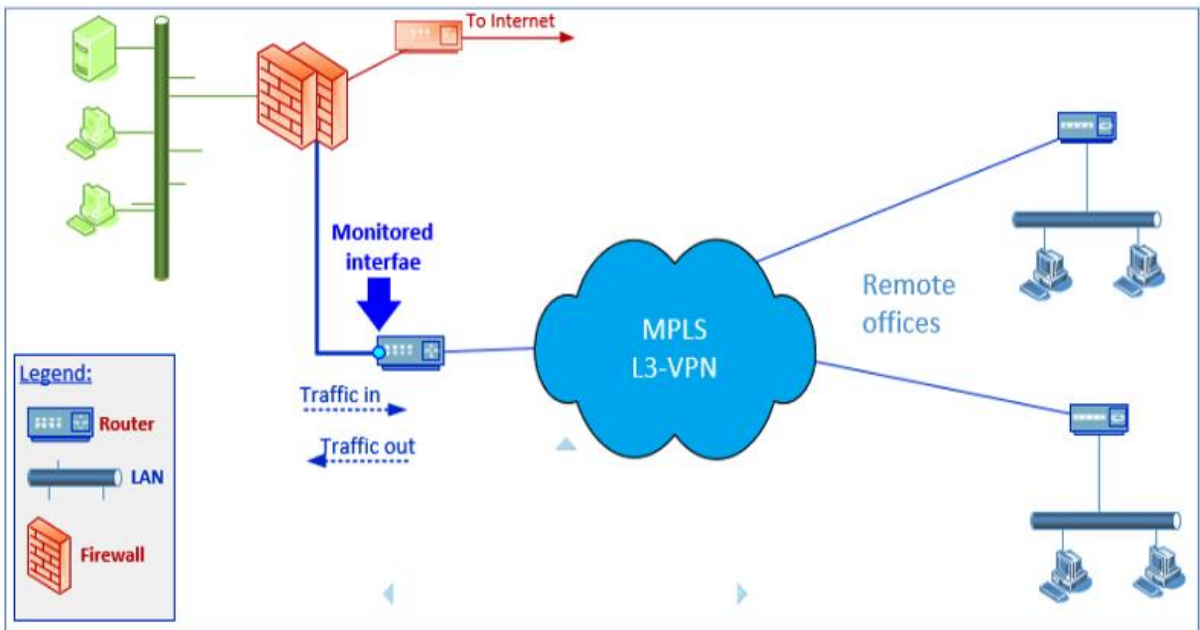 To Internet
Monitored
interfae
Remote
offices
MPLS
L3-VPN
Traffic in
Traffic out
Legend:
Router
LAN
Firewall